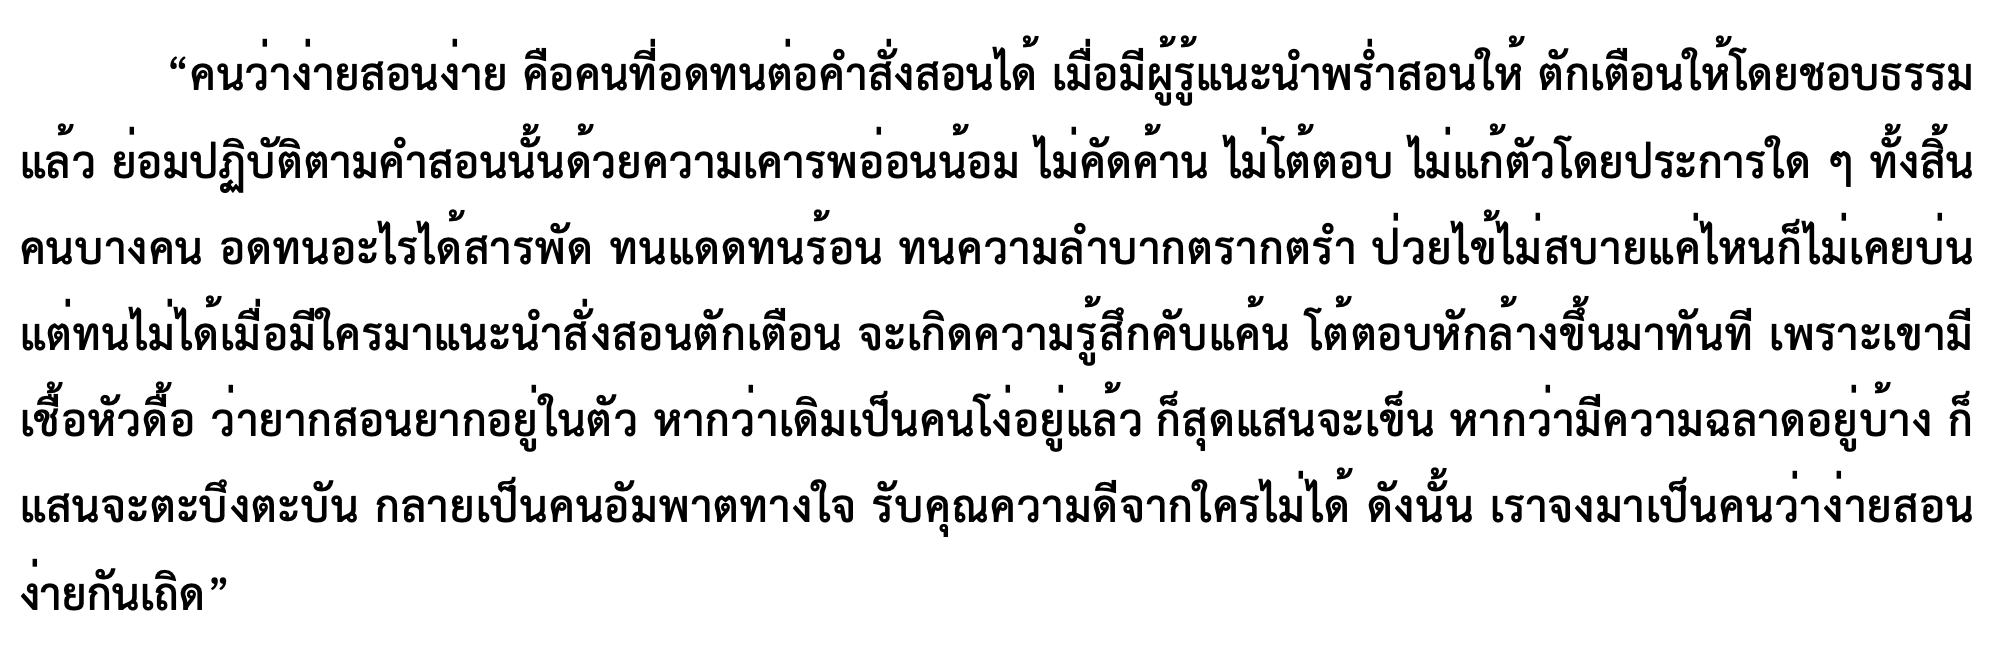 “คนว่าง่ายสอนง่าย คือคนที่อดทนต่อคำสั่งสอนได้ เมื่อมีผู้รู้แนะนำพร่ำสอนให้ ตักเตือนให้โดยชอบธรรม
แล้ว ย่อมปฏิบัติตามคำสอนนั้นด้วยความเคารพอ่อนน้อม ไม่คัดค้าน ไม่โต้ตอบ ไม่แก้ตัวโดยประการใด ๆ ทั้งสิ้น
คนบางคน อดทนอะไรได้สารพัด ทนแดดทนร้อน ทนความลำบากตรากตรำ ป่วยไข้ไม่สบายแค่ไหนก็ไม่เคยบ่น
แต่ทนไม่ได้เมื่อมีใครมาแนะนำสั่งสอนตักเตือน จะเกิดความรู้สึกคับแค้น โต้ตอบหักล้างขึ้นมาทันที เพราะเขามี
เชื้อหัวดื้อ ว่ายากสอนยากอยู่ในตัว หากว่าเดิมเป็นคนโง่อยู่แล้ว ก็สุดแสนจะเข็น หากว่ามีความฉลาดอยู่บ้าง ก็
แสนจะตะบึงตะบัน กลายเป็นคนอัมพาตทางใจ รับคุณความดีจากใครไม่ได้ ดังนั้น เราจงมาเป็นคนว่าง่ายสอน
ง่ายกันเถิด”